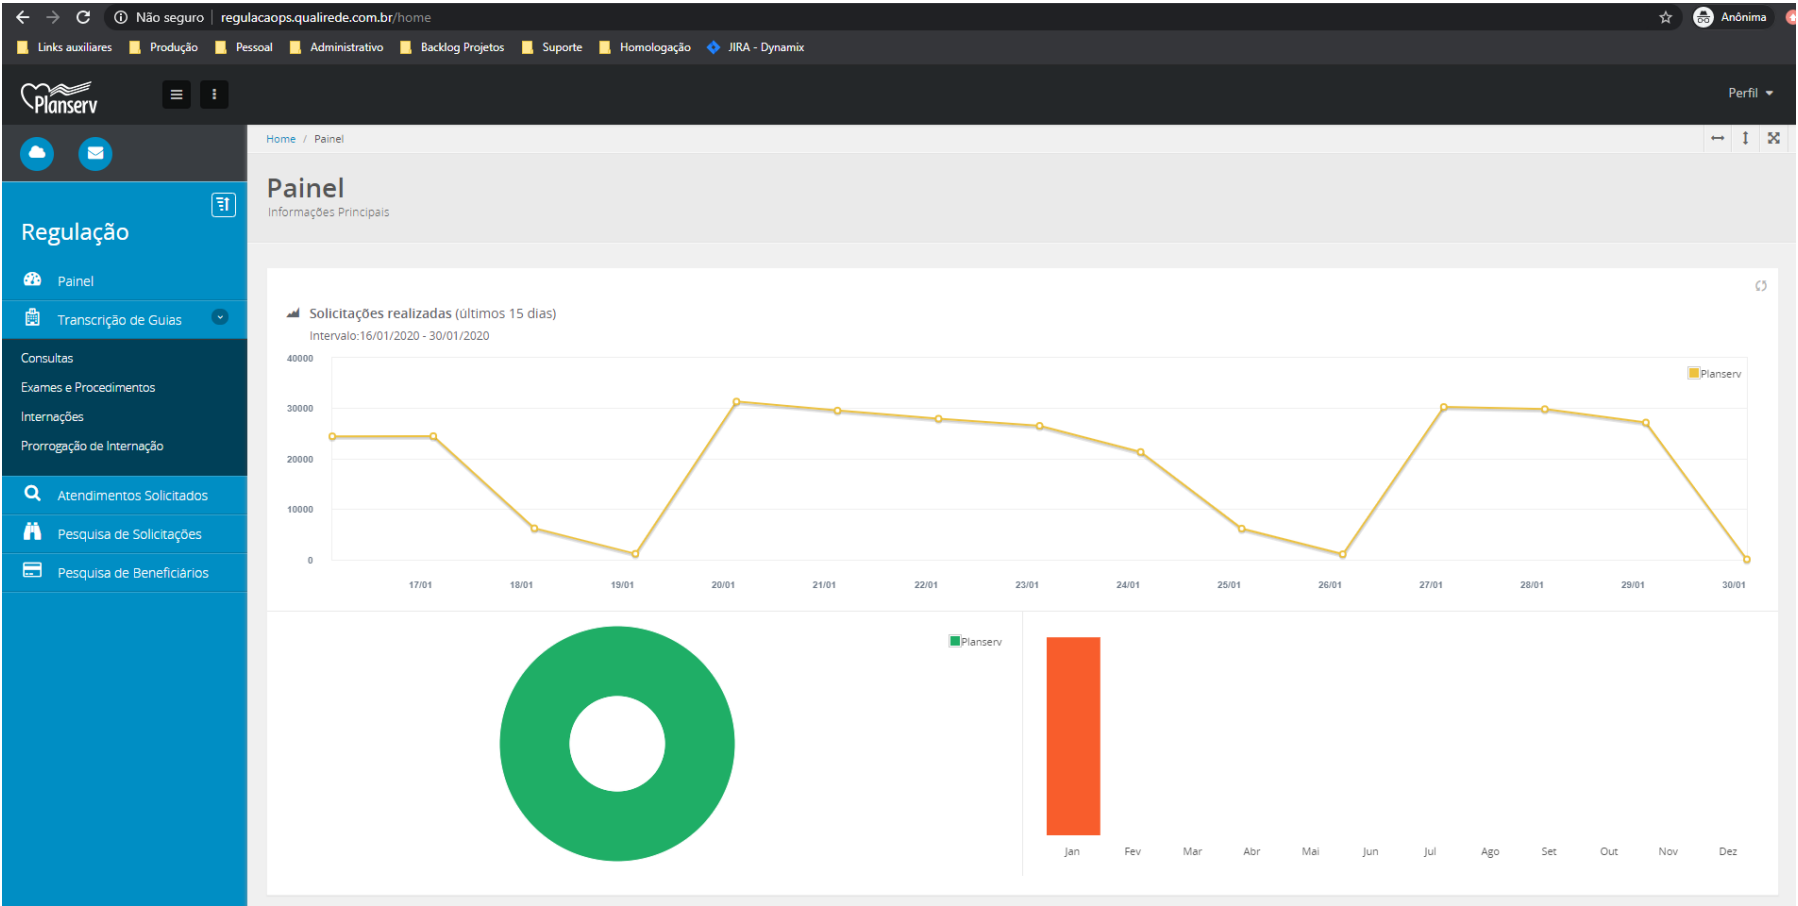 Não seguro | regulacaops.qualirede.com.br/home
Anônima
Links auxiliares Produção Pessoal Administrativo Backlog Projetos Suporte Homologação JIRA - Dynamix
Planserv
Perfil
Home / Painel
Painel
Informações Principais
Regulação
Painel
Transcrição de Guias
Consultas
Exames e Procedimentos
Internações
Prorrogação de Internação
Atendimentos Solicitados
Pesquisa de Solicitações
Pesquisa de Beneficiários
Solicitações realizadas (últimos 15 dias)
Intervalo:16/01/2020 - 30/01/2020
Planserv
40000
30000
20000
10000
0
17/01 18/01 19/01 20/01 21/01 22/01 23/01 24/01 25/01 26/01 27/01 28/01 29/01 30/01
Planserv
Jan Fev Mar Abr Mai Jun Jul Ago Set Out Nov Dez